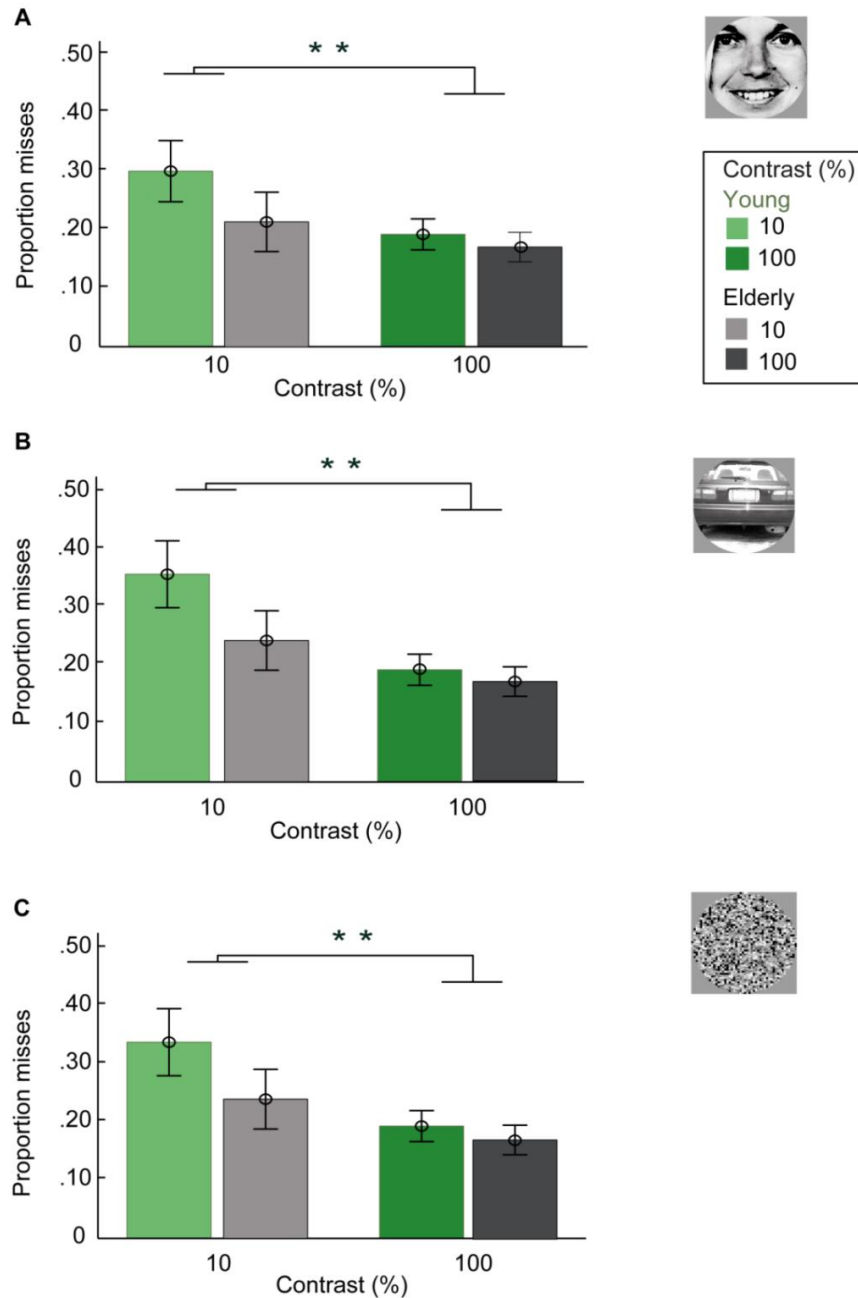 A
* *
.50
.40
.30
.20
.10
0
Proportion misses
10
100
Contrast (%)
Contrast (%)
Young
10
100
Elderly
10
100
B
* *
.50
.40
.30
.20
.10
0
Proportion misses
10
100
Contrast (%)
C
* *
.50
.40
.30
.20
.10
0
Proportion misses
10
100
Contrast (%)